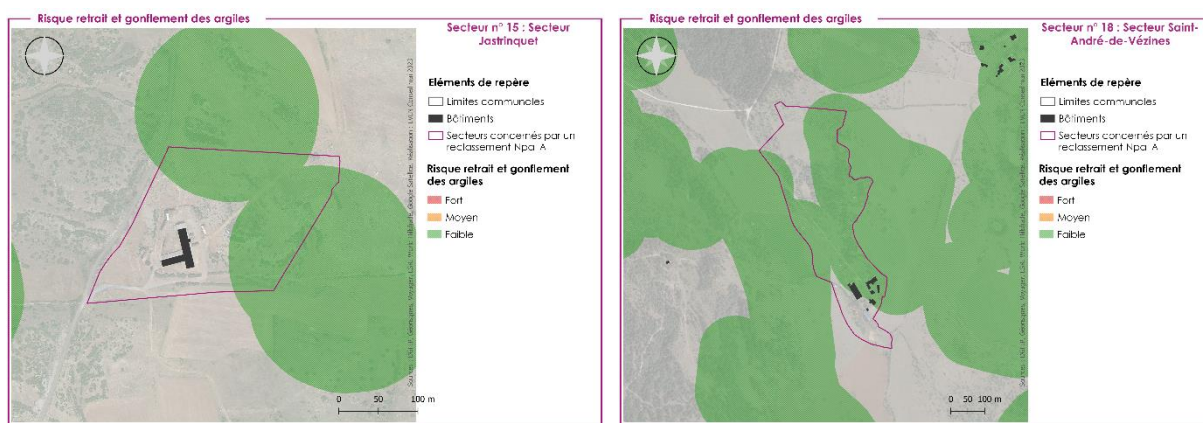 Risque retrait et gonflement des argiles
Secteur n° 15 : Secteur
Jastrinquet
Eléments de repère
Limites communales
Bâtiments
Secteurs concernés par un
reclassement Npal A
Risque retrait et gonflement
des argiles
Fort
Moyen
Faible
0 50 100 m
Risque retrait et gonflement des argiles
Secteur n° 18 : Secteur Saint-
André-de-Vézines
Eléments de repère
Limites communales
Bâtiments
Secteurs concernés par un
reclassement Npal A
Risque retrait et gonflement
des argiles
Fort
Moyen
Faible
0 50 100 m